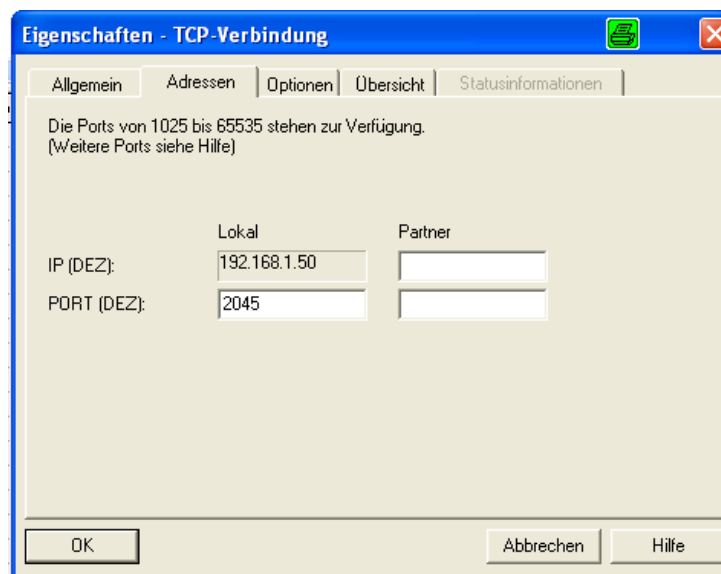 Eigenschaften - TCP-Verbindung
Allgemein Adressen Optionen Übersicht Statusinformationen
Die Ports von 1025 bis 65535 stehen zur Verfügung.
(Weitere Ports siehe Hilfe)
Lokal Partner
IP (DEZ): 192.168.1.50
PORT (DEZ): 2045
OK Abbrechen Hilfe